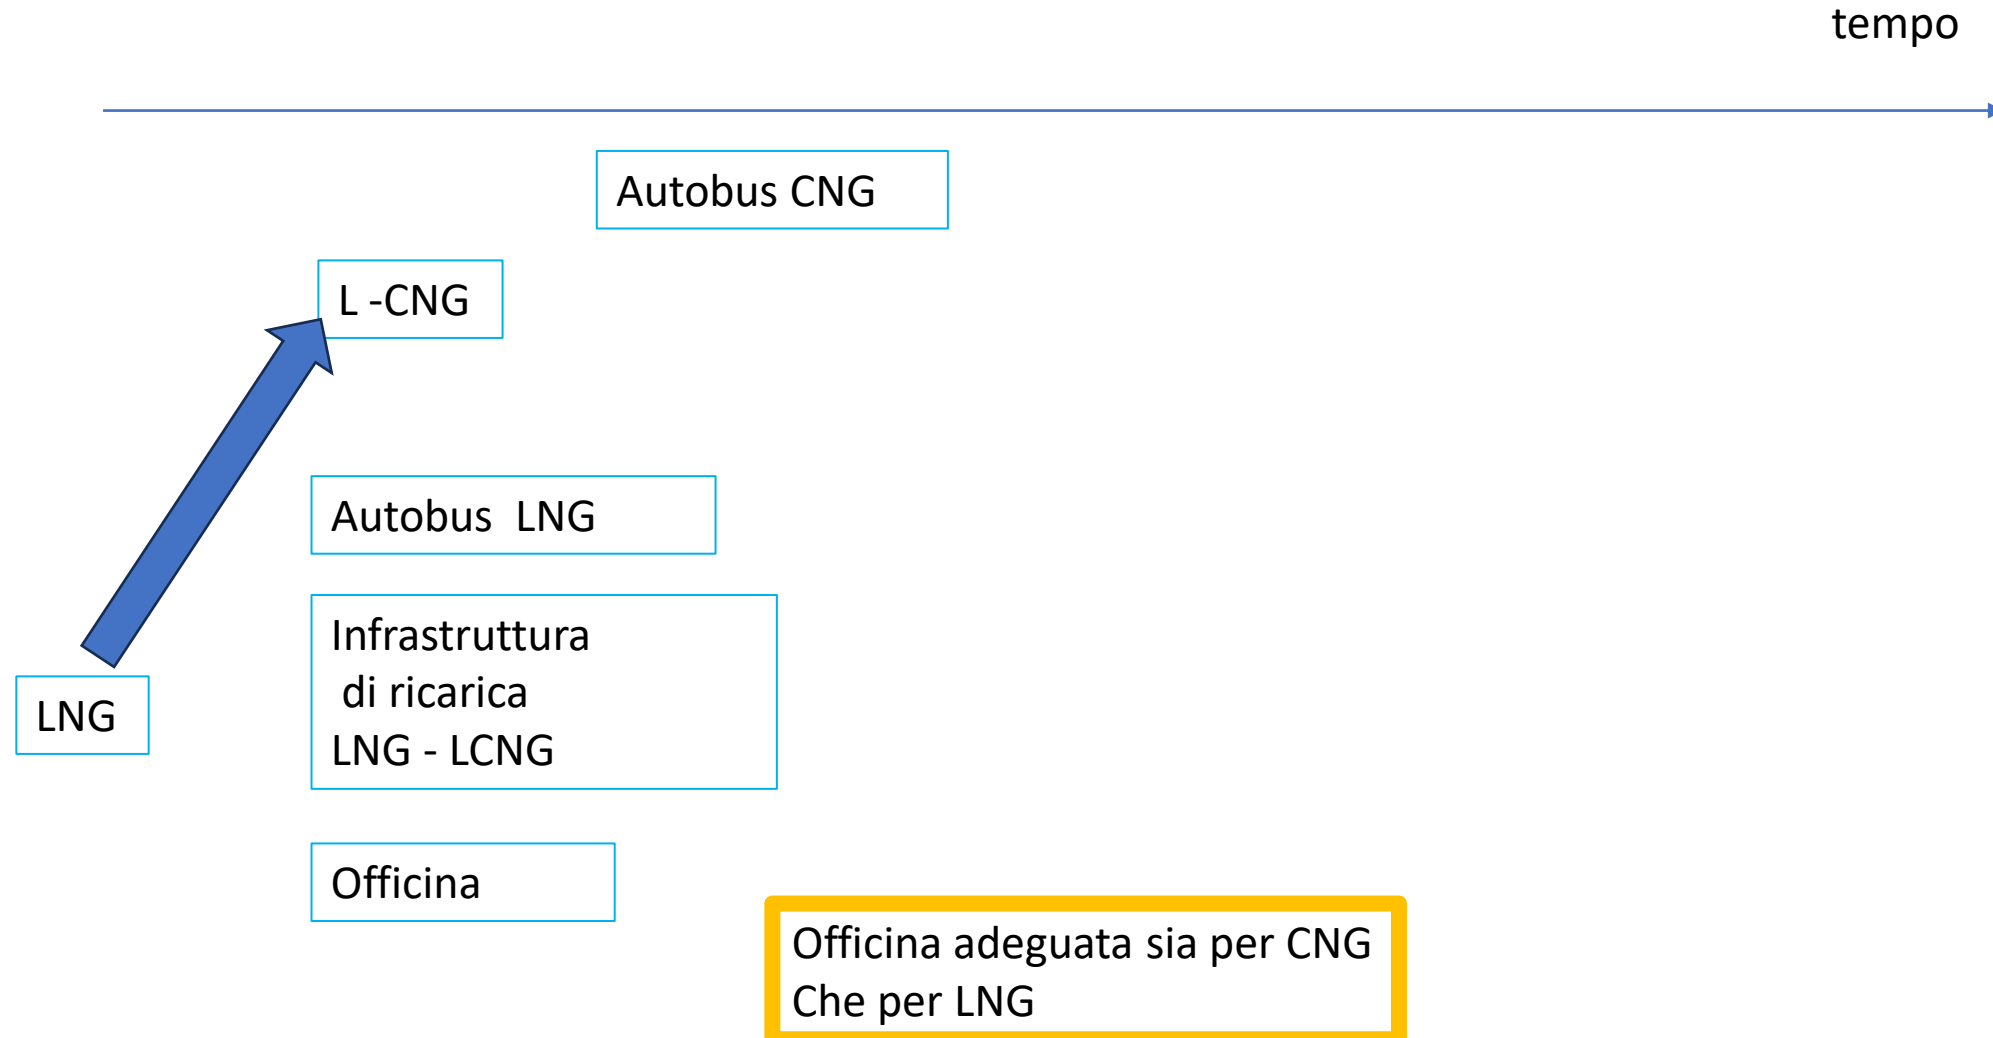 tempo
Autobus CNG
L -CNG
Autobus  LNG
Infrastruttura
di ricarica
LNG - LCNG
LNG
Officina
Officina adeguata sia per CNG
Che per LNG